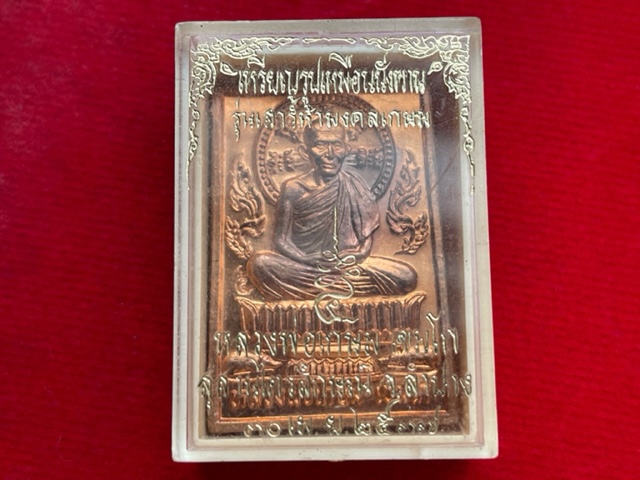 เหรียญรูปเหมือนนั่งพาน
รุ่นเสาร์ห้ามงคลเกษม
หลวงพ่อเกษม เขมโก
สุสานไตรลักษณ์ จ.ลำปาง